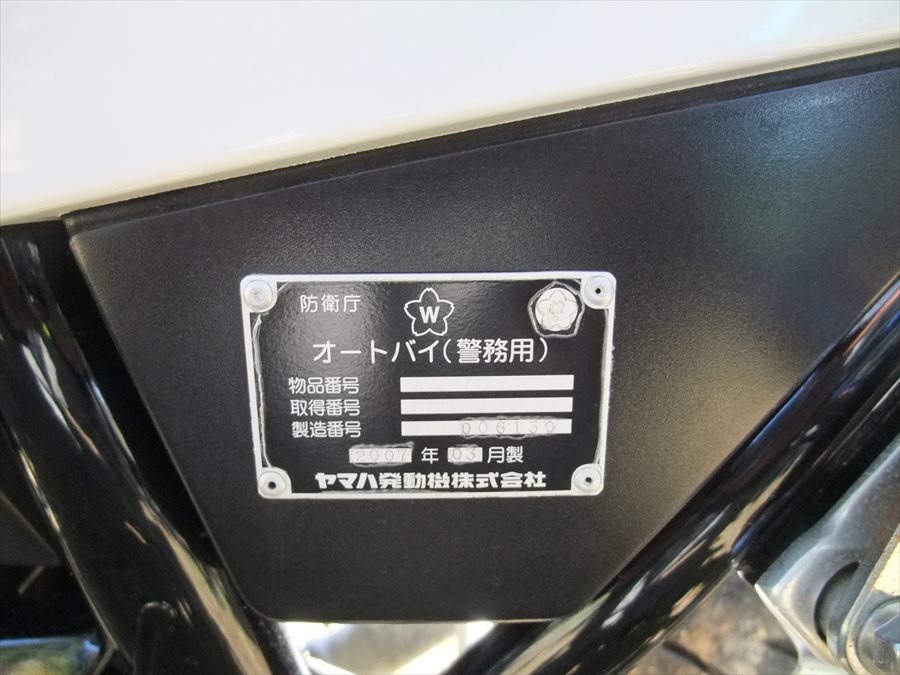 防衛庁 W
オートバイ(警務用)
物品番号
取得番号
製造番号 006130
2007 年 03 月製
ヤマハ発動機株式会社